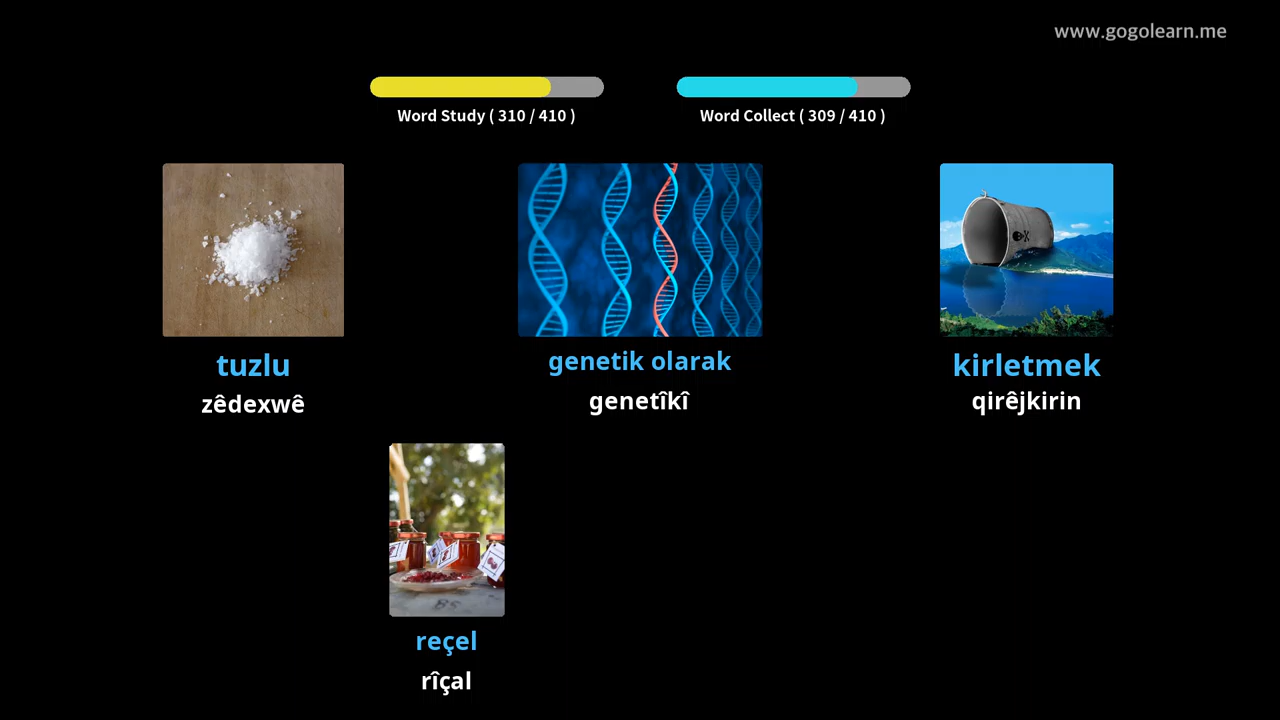 www.gogolearn.me
Word Study ( 310 / 410 )
Word Collect ( 309 / 410 )
tuzlu
zêdexwê
genetik olarak
genetîkî
kirletmek
qirêjkirin
reçel
rîçal